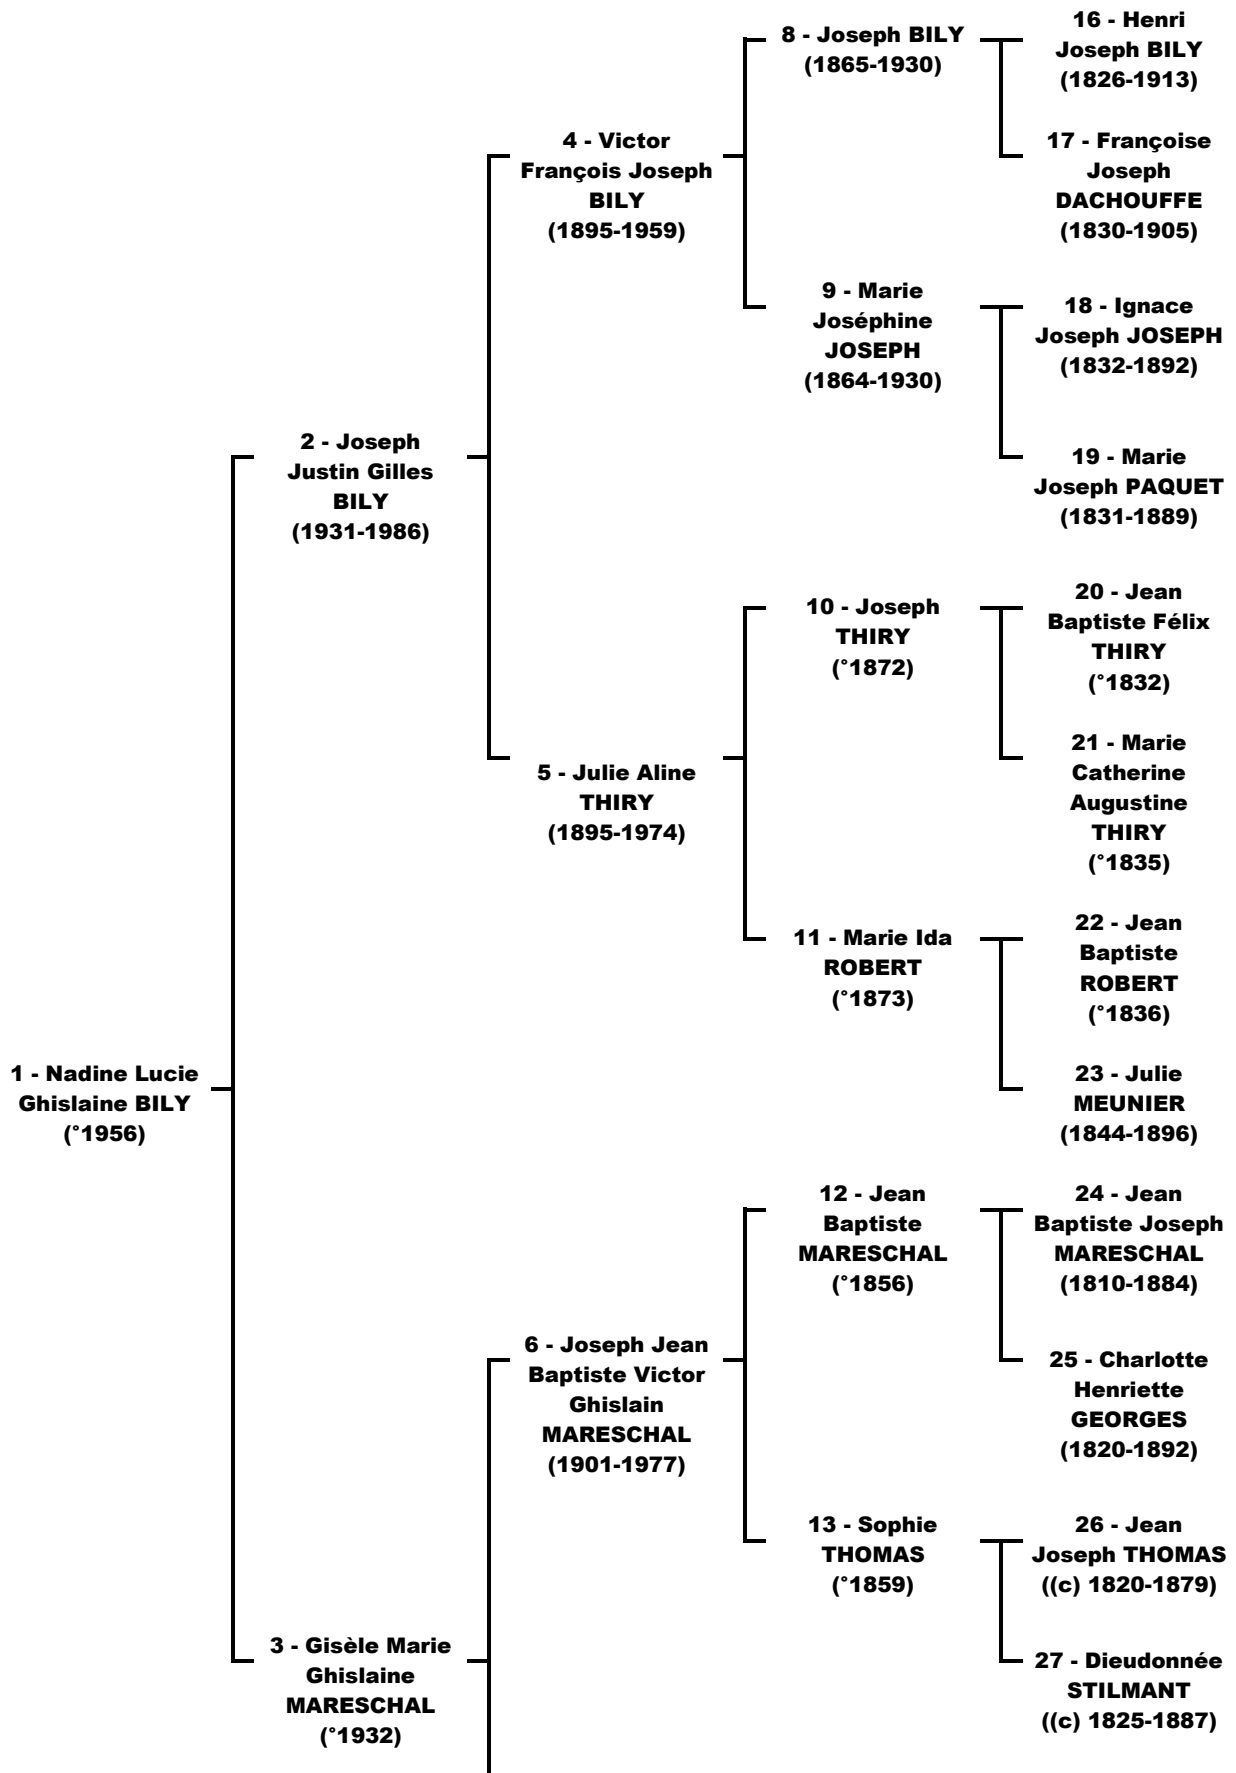 8 - Joseph BILY
(1865-1930)
16 - Henri
Joseph BILY
(1826-1913)
4 - Victor
François Joseph
BILY
(1895-1959)
17 - Françoise
Joseph
DACHOUFFE
(1830-1905)
9 - Marie
Joséphine
JOSEPH
(1864-1930)
18 - Ignace
Joseph JOSEPH
(1832-1892)
2 - Joseph
Justin Gilles
BILY
(1931-1986)
19 - Marie
Joseph PAQUET
(1831-1889)
10 - Joseph
THIRY
(°1872)
20 - Jean
Baptiste Félix
THIRY
(°1832)
5 - Julie Aline
THIRY
(1895-1974)
21 - Marie
Catherine
Augustine
THIRY
(°1835)
11 - Marie Ida
ROBERT
(°1873)
22 - Jean
Baptiste
ROBERT
(°1836)
1 - Nadine Lucie
Ghislaine BILY
(°1956)
23 - Julie
MEUNIER
(1844-1896)
12 - Jean
Baptiste
MARESCHAL
(°1856)
24 - Jean
Baptiste Joseph
MARESCHAL
(1810-1884)
6 - Joseph Jean
Baptiste Victor
Ghislain
MARESCHAL
(1901-1977)
25 - Charlotte
Henriette
GEORGES
(1820-1892)
13 - Sophie
THOMAS
(°1859)
26 - Jean
Joseph THOMAS
((c) 1820-1879)
3 - Gisèle Marie
Ghislaine
MARESCHAL
(°1932)
27 - Dieudonnée
STILMANT
((c) 1825-1887)